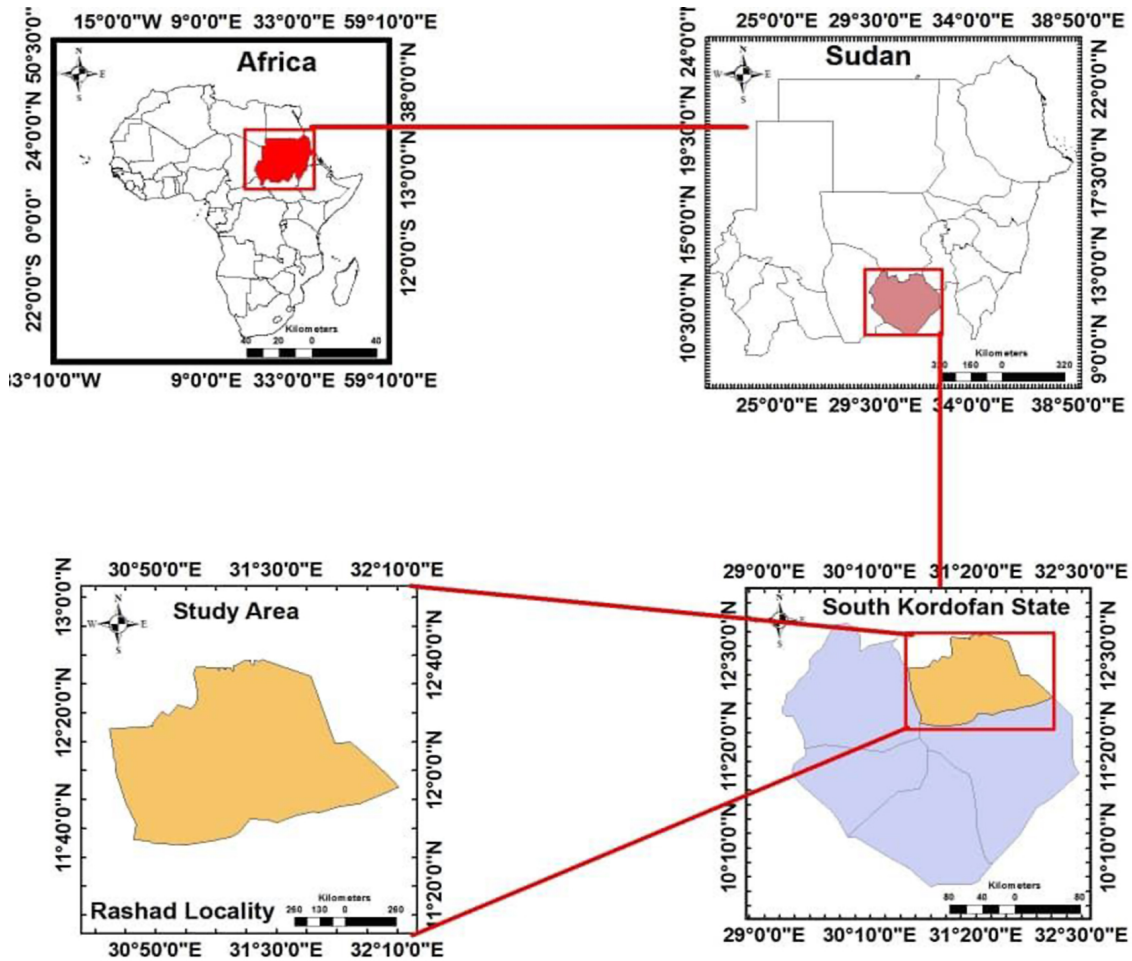 15°0'0"W 9°0'0"E 33°0'0"E 59°10'0"E
50°30'0"N
24°0'0"N
0°0'0"
22°0'0"S
N
E
S
Africa
38°0'0"N
13°0'0"N
12°0'0"S
Kilometers
40 20 0 40
3°10'0"W 9°0'0"E 33°0'0"E 59°10'0"E
25°0'0"E 29°30'0"E 34°0'0"E 38°50'0"E
24°0'0"N
19°30'0"N
15°0'0"N
10°30'0"N
N
W E
S
Sudan
22°0'0"N
17°30'0"N
13°0'0"N
9°0'0"N
Kilometers
160 0 320
25°0'0"E 29°30'0"E 34°0'0"E 38°50'0"E
30°50'0"E 31°30'0"E 32°10'0"E
13°0'0"N
12°20'0"N
11°40'0"N
N
W E
S
Study Area
12°40'0"N
12°0'0"N
11°20'0"N
Rashad Locality
Kilometers
260 130 0 260
30°50'0"E 31°30'0"E 32°10'0"E
29°0'0"E 30°10'0"E 31°20'0"E 32°30'0"E
12°30'0"N
11°20'0"N
10°10'0"N
N
S
South Kordofan State
12°30'0"N
11°20'0"N
10°10'0"N
Kilometers
80 40 0 80
29°0'0"E 30°10'0"E 31°20'0"E 32°30'0"E